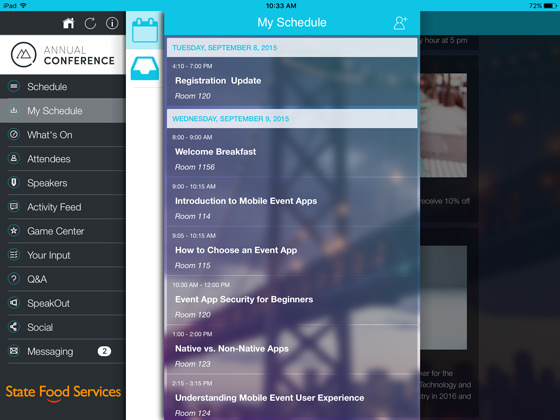 iPad
10:33 AM
72%
My Schedule
ANNUAL
CONFERENCE
Schedule
My Schedule
What's On
Attendees
Speakers
Activity Feed
Game Center
Your Input
Q&A
SpeakOut
Social
Messaging 2
State Food Services
TUESDAY, SEPTEMBER 8, 2015
4:10 - 7:00 PM
Registration Update
Room 120
WEDNESDAY, SEPTEMBER 9, 2015
8:00 - 9:00 AM
Welcome Breakfast
Room 1156
9:00 - 10:15 AM
Introduction to Mobile Event Apps
Room 114
9:05 - 10:15 AM
How to Choose an Event App
Room 115
10:30 AM - 12:00 PM
Event App Security for Beginners
Room 120
1:00 - 2:00 PM
Native vs. Non-Native Apps
Room 123
2:15 - 3:15 PM
Understanding Mobile Event User Experience
Room 124
y hour at 5 pm
receive 10% off
ker for the
Technology and
try in 2016 and